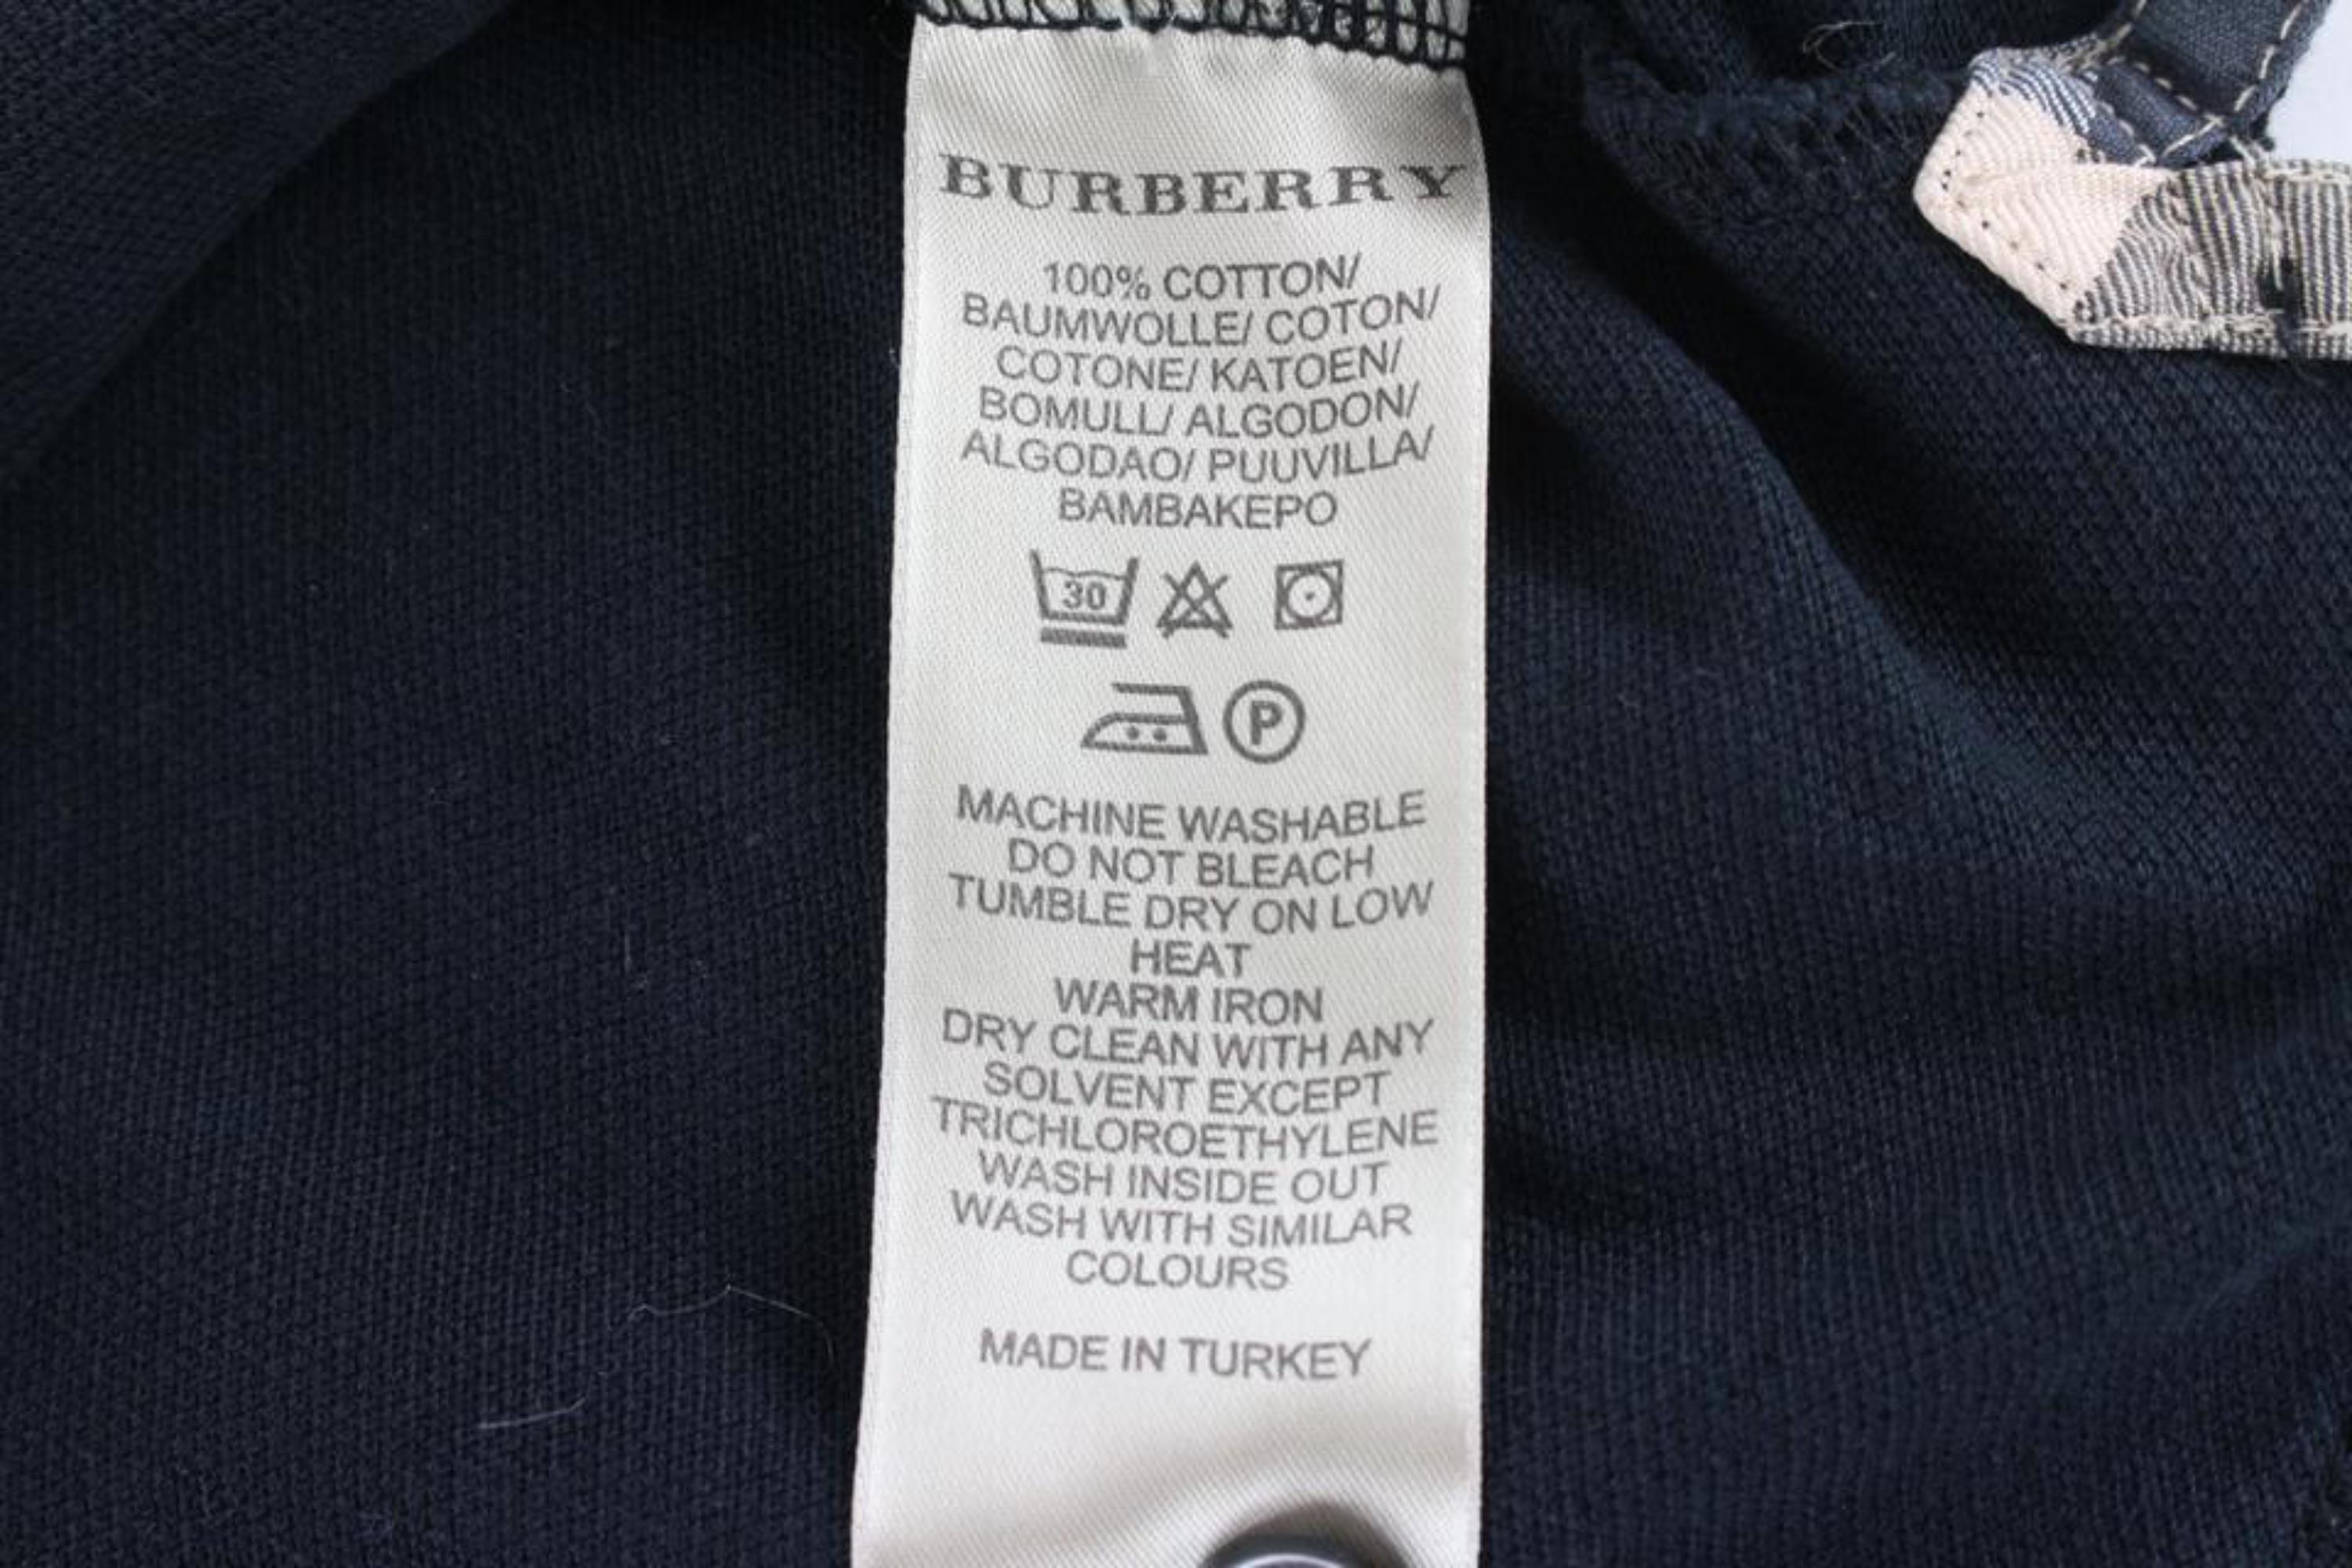 BURBERRY
100% COTTON/
BAUMWOLLE/ COTON/
COTONE/ KATOEN/
BOMULL/ ALGODON/
ALGODAO/ PUUVILLA/
BAMBAKEPO
30
P
MACHINE WASHABLE
DO NOT BLEACH
TUMBLE DRY ON LOW
HEAT
WARM IRON
DRY CLEAN WITH ANY
SOLVENT EXCEPT
TRICHLOROETHYLENE
WASH INSIDE OUT
WASH WITH SIMILAR
COLOURS
MADE IN TURKEY